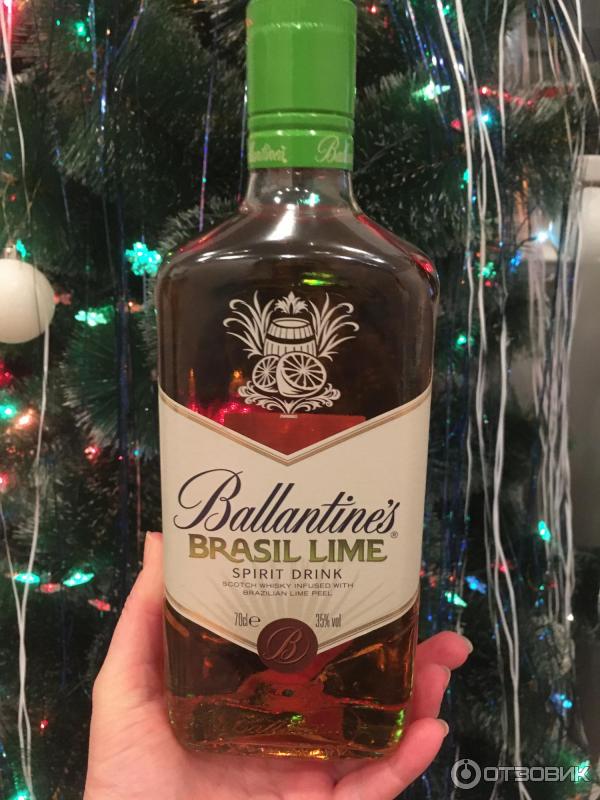 Ballantine's
Ballantine's®
BRASIL LIME
SPIRIT DRINK
SCOTCH WHISKY INFUSED WITH
BRAZILIAN LIME PEEL
70cl e 35% vol
B
ОТЗОВИК